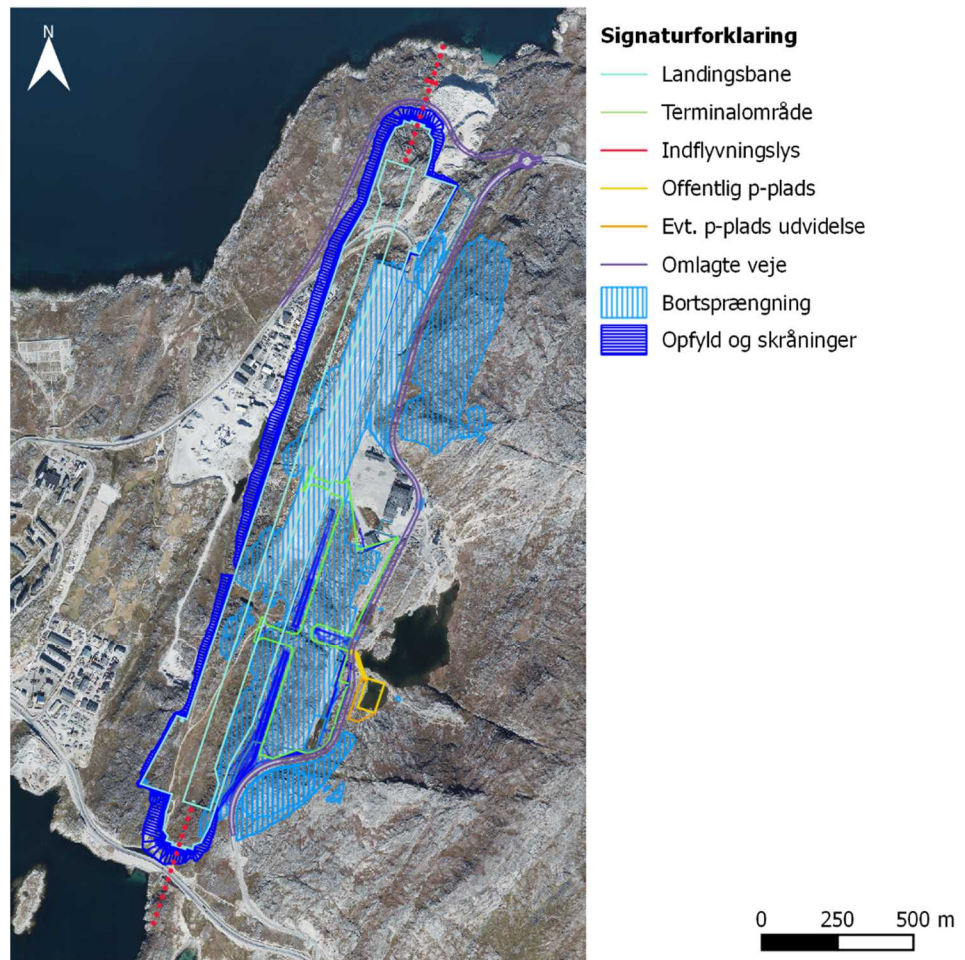 N
Signaturforklaring
Landingsbane
Terminalområde
Indflyvningslys
Offentlig p-plads
Evt. p-plads udvidelse
Omlagte veje
Bortsprængning
Opfyld og skråninger
0 250 500 m